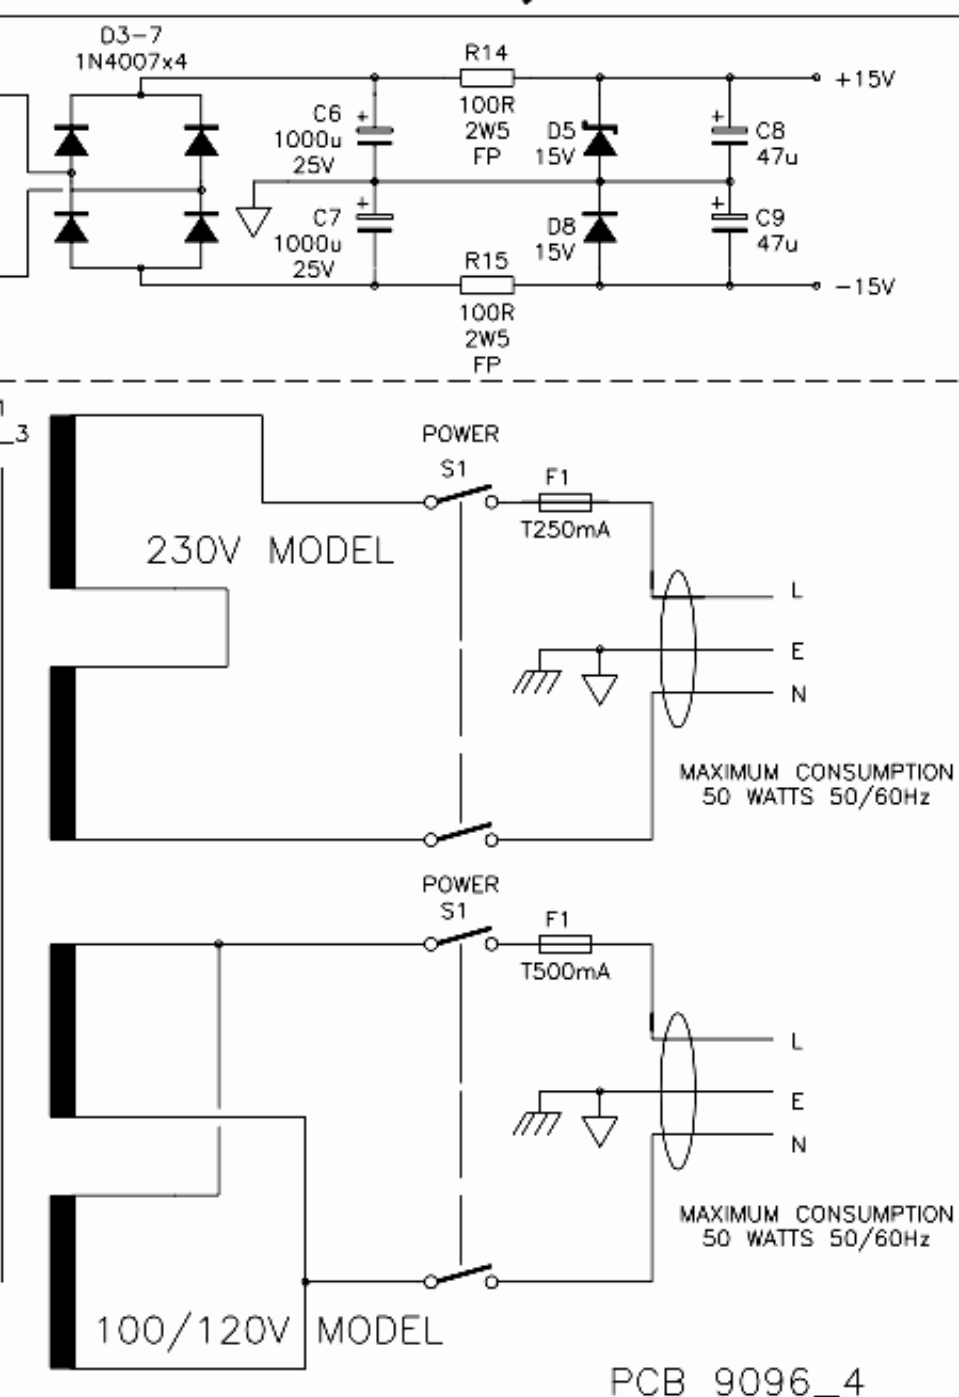 D3-7
1N4007x4
R14
100R
2W5
FP
+15V
C6
1000u
25V
+
D5
15V
+
C8
47u
C7
1000u
25V
+
D8
15V
+
C9
47u
R15
100R
2W5
FP
-15V
1
_3
POWER
S1
F1
T250mA
230V MODEL
L
E
N
MAXIMUM CONSUMPTION
50 WATTS 50/60Hz
POWER
S1
F1
T500mA
L
E
N
MAXIMUM CONSUMPTION
50 WATTS 50/60Hz
100/120V MODEL
PCB 9096_4